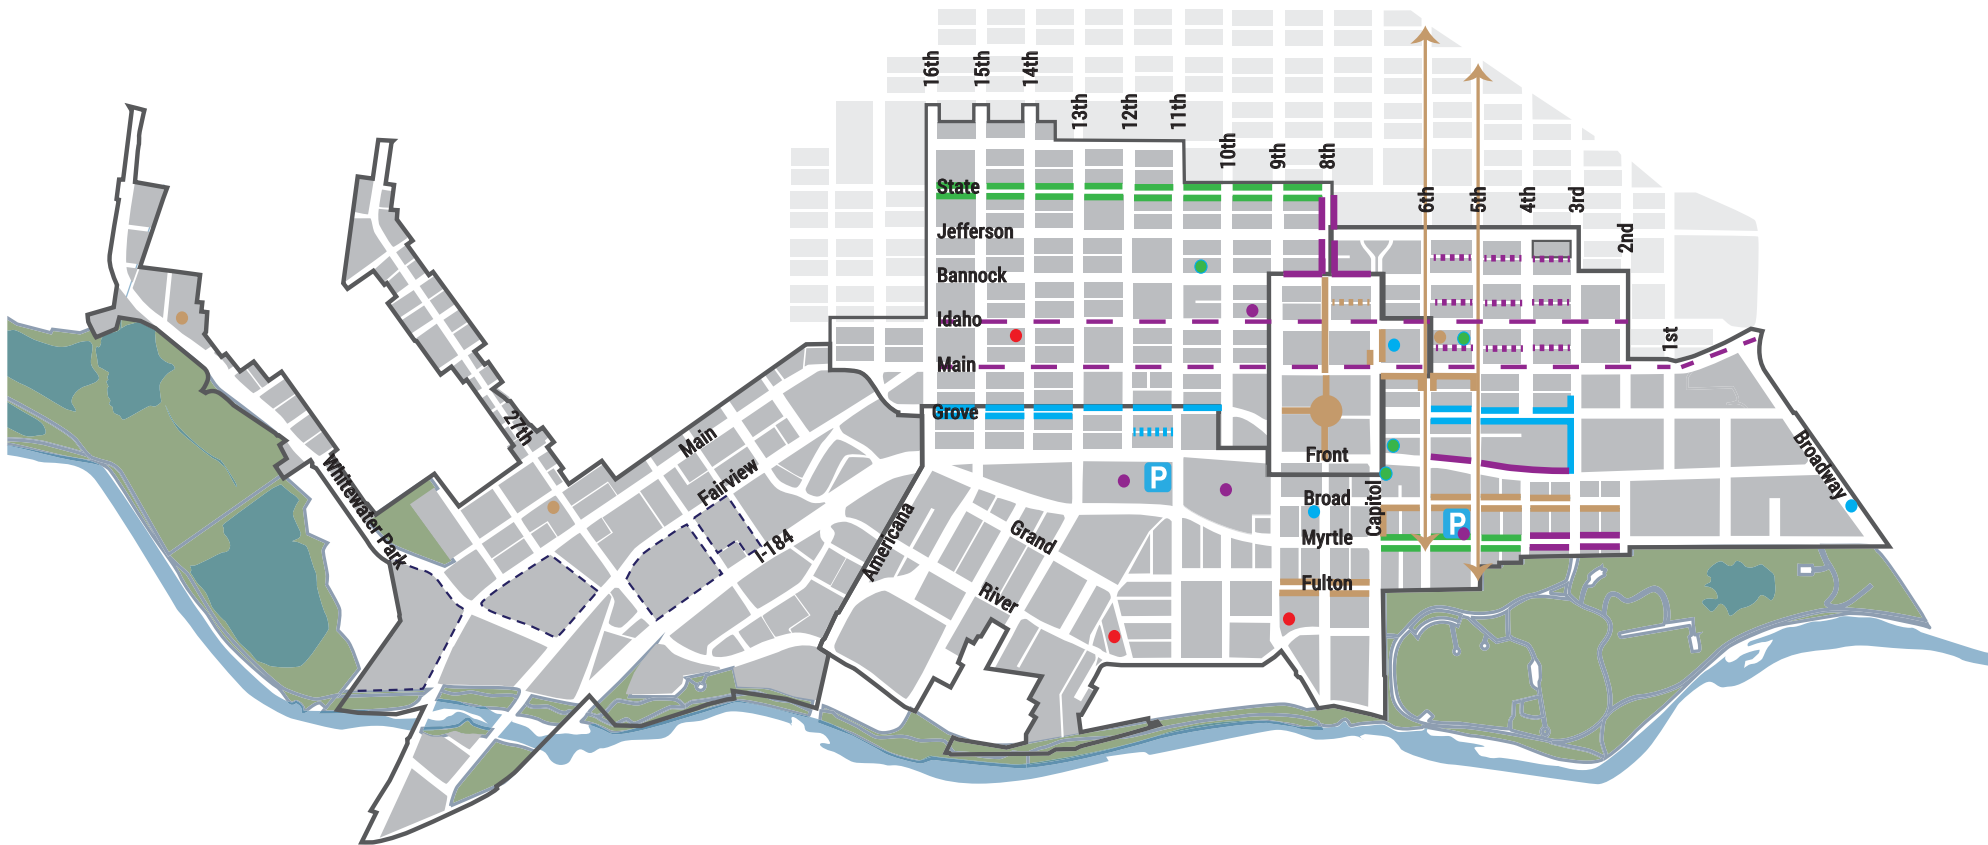 16th
15th
14th
13th
12th
11th
10th
9th
8th
6th
5th
4th
3rd
2nd
1st
State
Jefferson
Bannock
Idaho
Main
Grove
27th
Main
Fairview
Front
Broad
Capitol
Myrtle
Fulton
Broadway
Whitewater Park
I-184
Americana
Grand
River
P
P